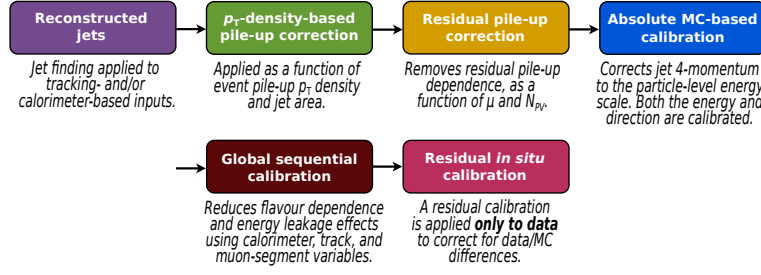 Reconstructed
jets
Jet finding applied to
tracking- and/or
calorimeter-based inputs.
pT-density-based
pile-up correction
Applied as a function of
event pile-up pT density
and jet area.
Residual pile-up
correction
Removes residual pile-up
dependence, as a
function of μ and NPV.
Absolute MC-based
calibration
Corrects jet 4-momentum
to the particle-level energy
scale. Both the energy and
direction are calibrated.
Global sequential
calibration
Reduces flavour dependence
and energy leakage effects
using calorimeter, track, and
muon-segment variables.
Residual in situ
calibration
A residual calibration
is applied only to data
to correct for data/MC
differences.